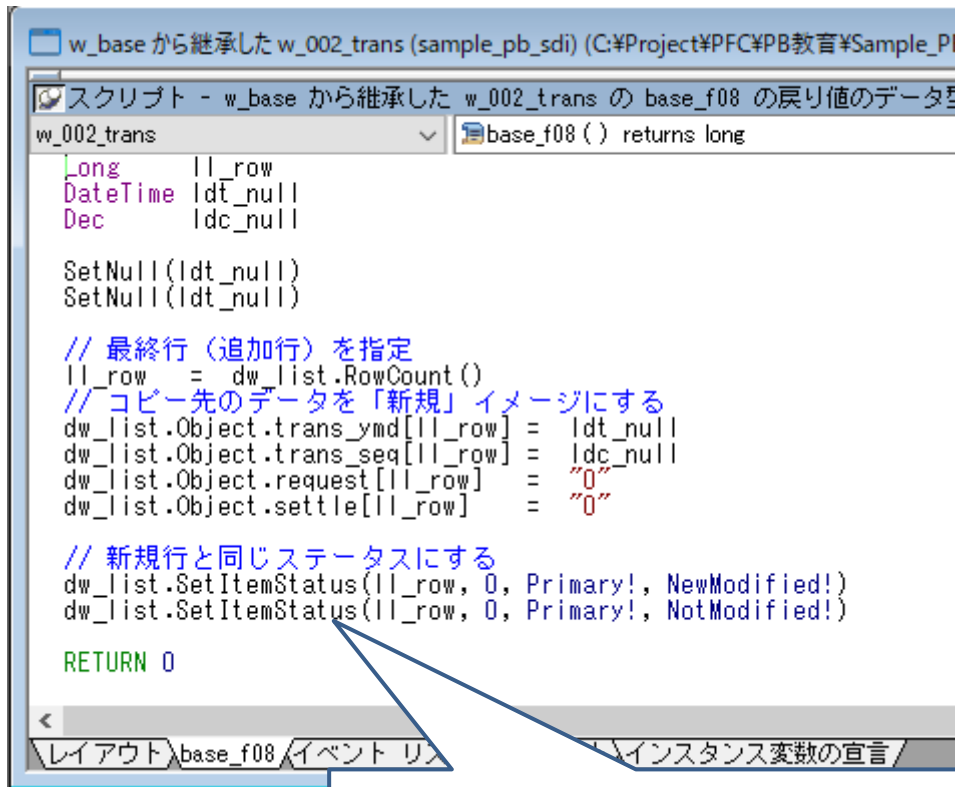 w_base から継承した w_002_trans (sample_pb_sdi) (C:¥Project¥PFC¥PB教育¥Sample_P
スクリプト - w_base から継承した w_002_trans の base_f08 の戻り値のデータ型
w_002_trans
base_f08 ( ) returns long
Long ll_row
DateTime ldt_null
Dec ldc_null
SetNull(ldt_null)
SetNull(ldt_null)
// 最終行（追加行）を指定
ll_row = dw_list.RowCount()
// コピー先のデータを「新規」イメージにする
dw_list.Object.trans_ymd[ll_row] = ldt_null
dw_list.Object.trans_seq[ll_row] = ldc_null
dw_list.Object.request[ll_row] = "0"
dw_list.Object.settle[ll_row] = "0"
// 新規行と同じステータスにする
dw_list.SetItemStatus(ll_row, 0, Primary!, NewModified!)
dw_list.SetItemStatus(ll_row, 0, Primary!, NotModified!)
RETURN 0
レイアウト base_f08 イベント リス ト インスタンス変数の宣言